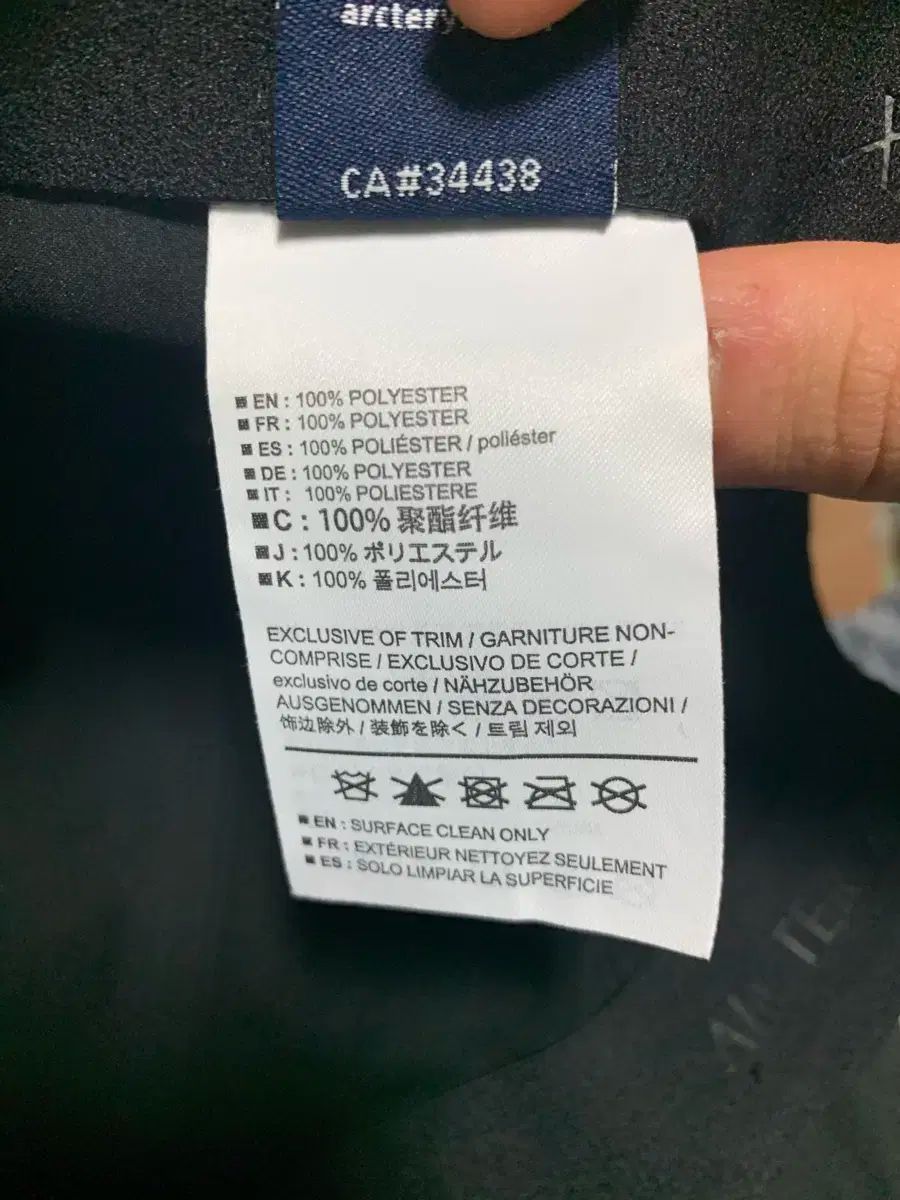 CA#34438
EN : 100% POLYESTER
FR : 100% POLYESTER
ES : 100% POLIÉSTER / poliéster
DE : 100% POLYESTER
IT : 100% POLIESTERE
C : 100% 聚酯纤维
J : 100% ポリエステル
K : 100% 폴리에스터
EXCLUSIVE OF TRIM / GARNITURE NON-
COMPRISE / EXCLUSIVO DE CORTE /
exclusivo de corte / NÄHZUBEHÖR
AUSGENOMMEN / SENZA DECORAZIONI /
饰边除外 / 装飾を除く / 트림 제외
EN : SURFACE CLEAN ONLY
FR : EXTÉRIEUR NETTOYEZ SEULEMENT
ES : SOLO LIMPIAR LA SUPERFICIE